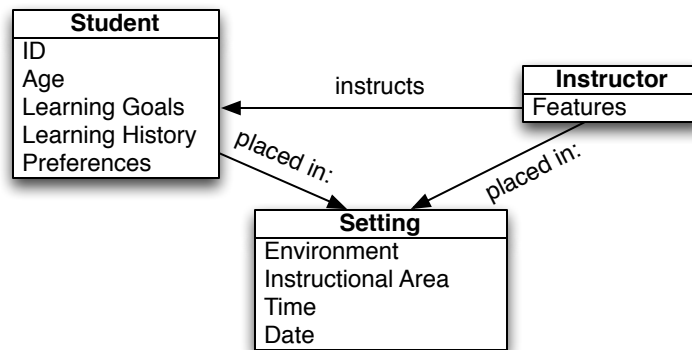 Student
ID
Age
Learning Goals
Learning History
Preferences
instructs
Instructor
Features
placed in:
placed in:
Setting
Environment
Instructional Area
Time
Date